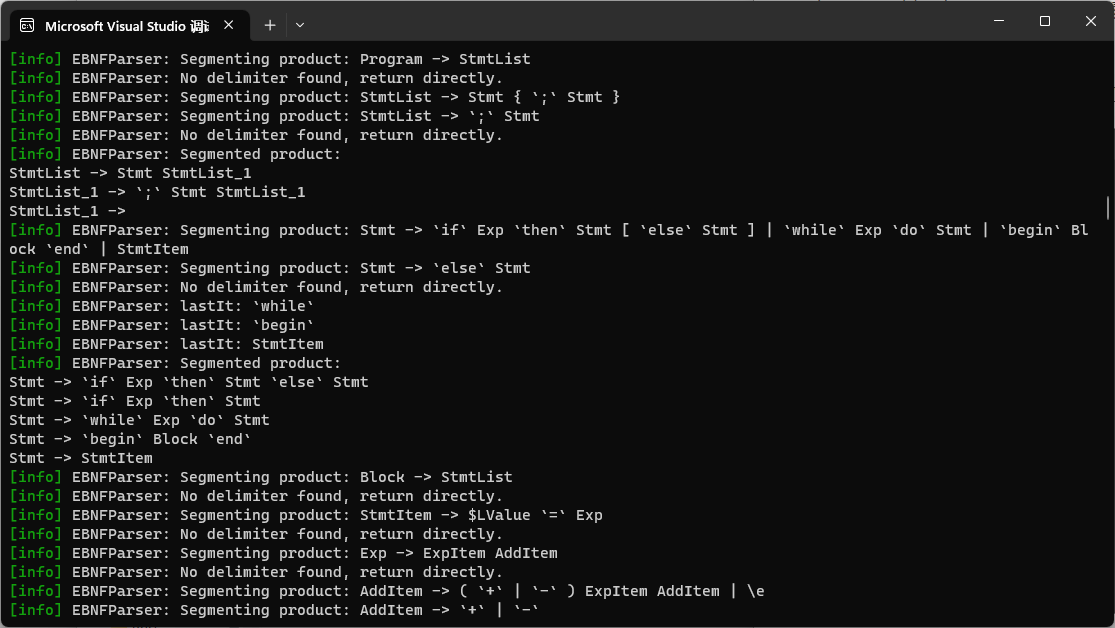 Microsoft Visual Studio 调试
[info] EBNFParser: Segmenting product: Program -> StmtList
[info] EBNFParser: No delimiter found, return directly.
[info] EBNFParser: Segmenting product: StmtList -> Stmt { `;` Stmt }
[info] EBNFParser: Segmenting product: StmtList -> `;` Stmt
[info] EBNFParser: No delimiter found, return directly.
[info] EBNFParser: Segmented product:
StmtList -> Stmt StmtList_1
StmtList_1 -> `;` Stmt StmtList_1
StmtList_1 ->
[info] EBNFParser: Segmenting product: Stmt -> `if` Exp `then` Stmt [ `else` Stmt ] | `while` Exp `do` Stmt | `begin` Bl
ock `end` | StmtItem
[info] EBNFParser: Segmenting product: Stmt -> `else` Stmt
[info] EBNFParser: No delimiter found, return directly.
[info] EBNFParser: lastIt: `while`
[info] EBNFParser: lastIt: `begin`
[info] EBNFParser: lastIt: StmtItem
[info] EBNFParser: Segmented product:
Stmt -> `if` Exp `then` Stmt `else` Stmt
Stmt -> `if` Exp `then` Stmt
Stmt -> `while` Exp `do` Stmt
Stmt -> `begin` Block `end`
Stmt -> StmtItem
[info] EBNFParser: Segmenting product: Block -> StmtList
[info] EBNFParser: No delimiter found, return directly.
[info] EBNFParser: Segmenting product: StmtItem -> $LValue `=` Exp
[info] EBNFParser: No delimiter found, return directly.
[info] EBNFParser: Segmenting product: Exp -> ExpItem AddItem
[info] EBNFParser: No delimiter found, return directly.
[info] EBNFParser: Segmenting product: AddItem -> ( `+` | `-` ) ExpItem AddItem | \e
[info] EBNFParser: Segmenting product: AddItem -> `+` | `-`